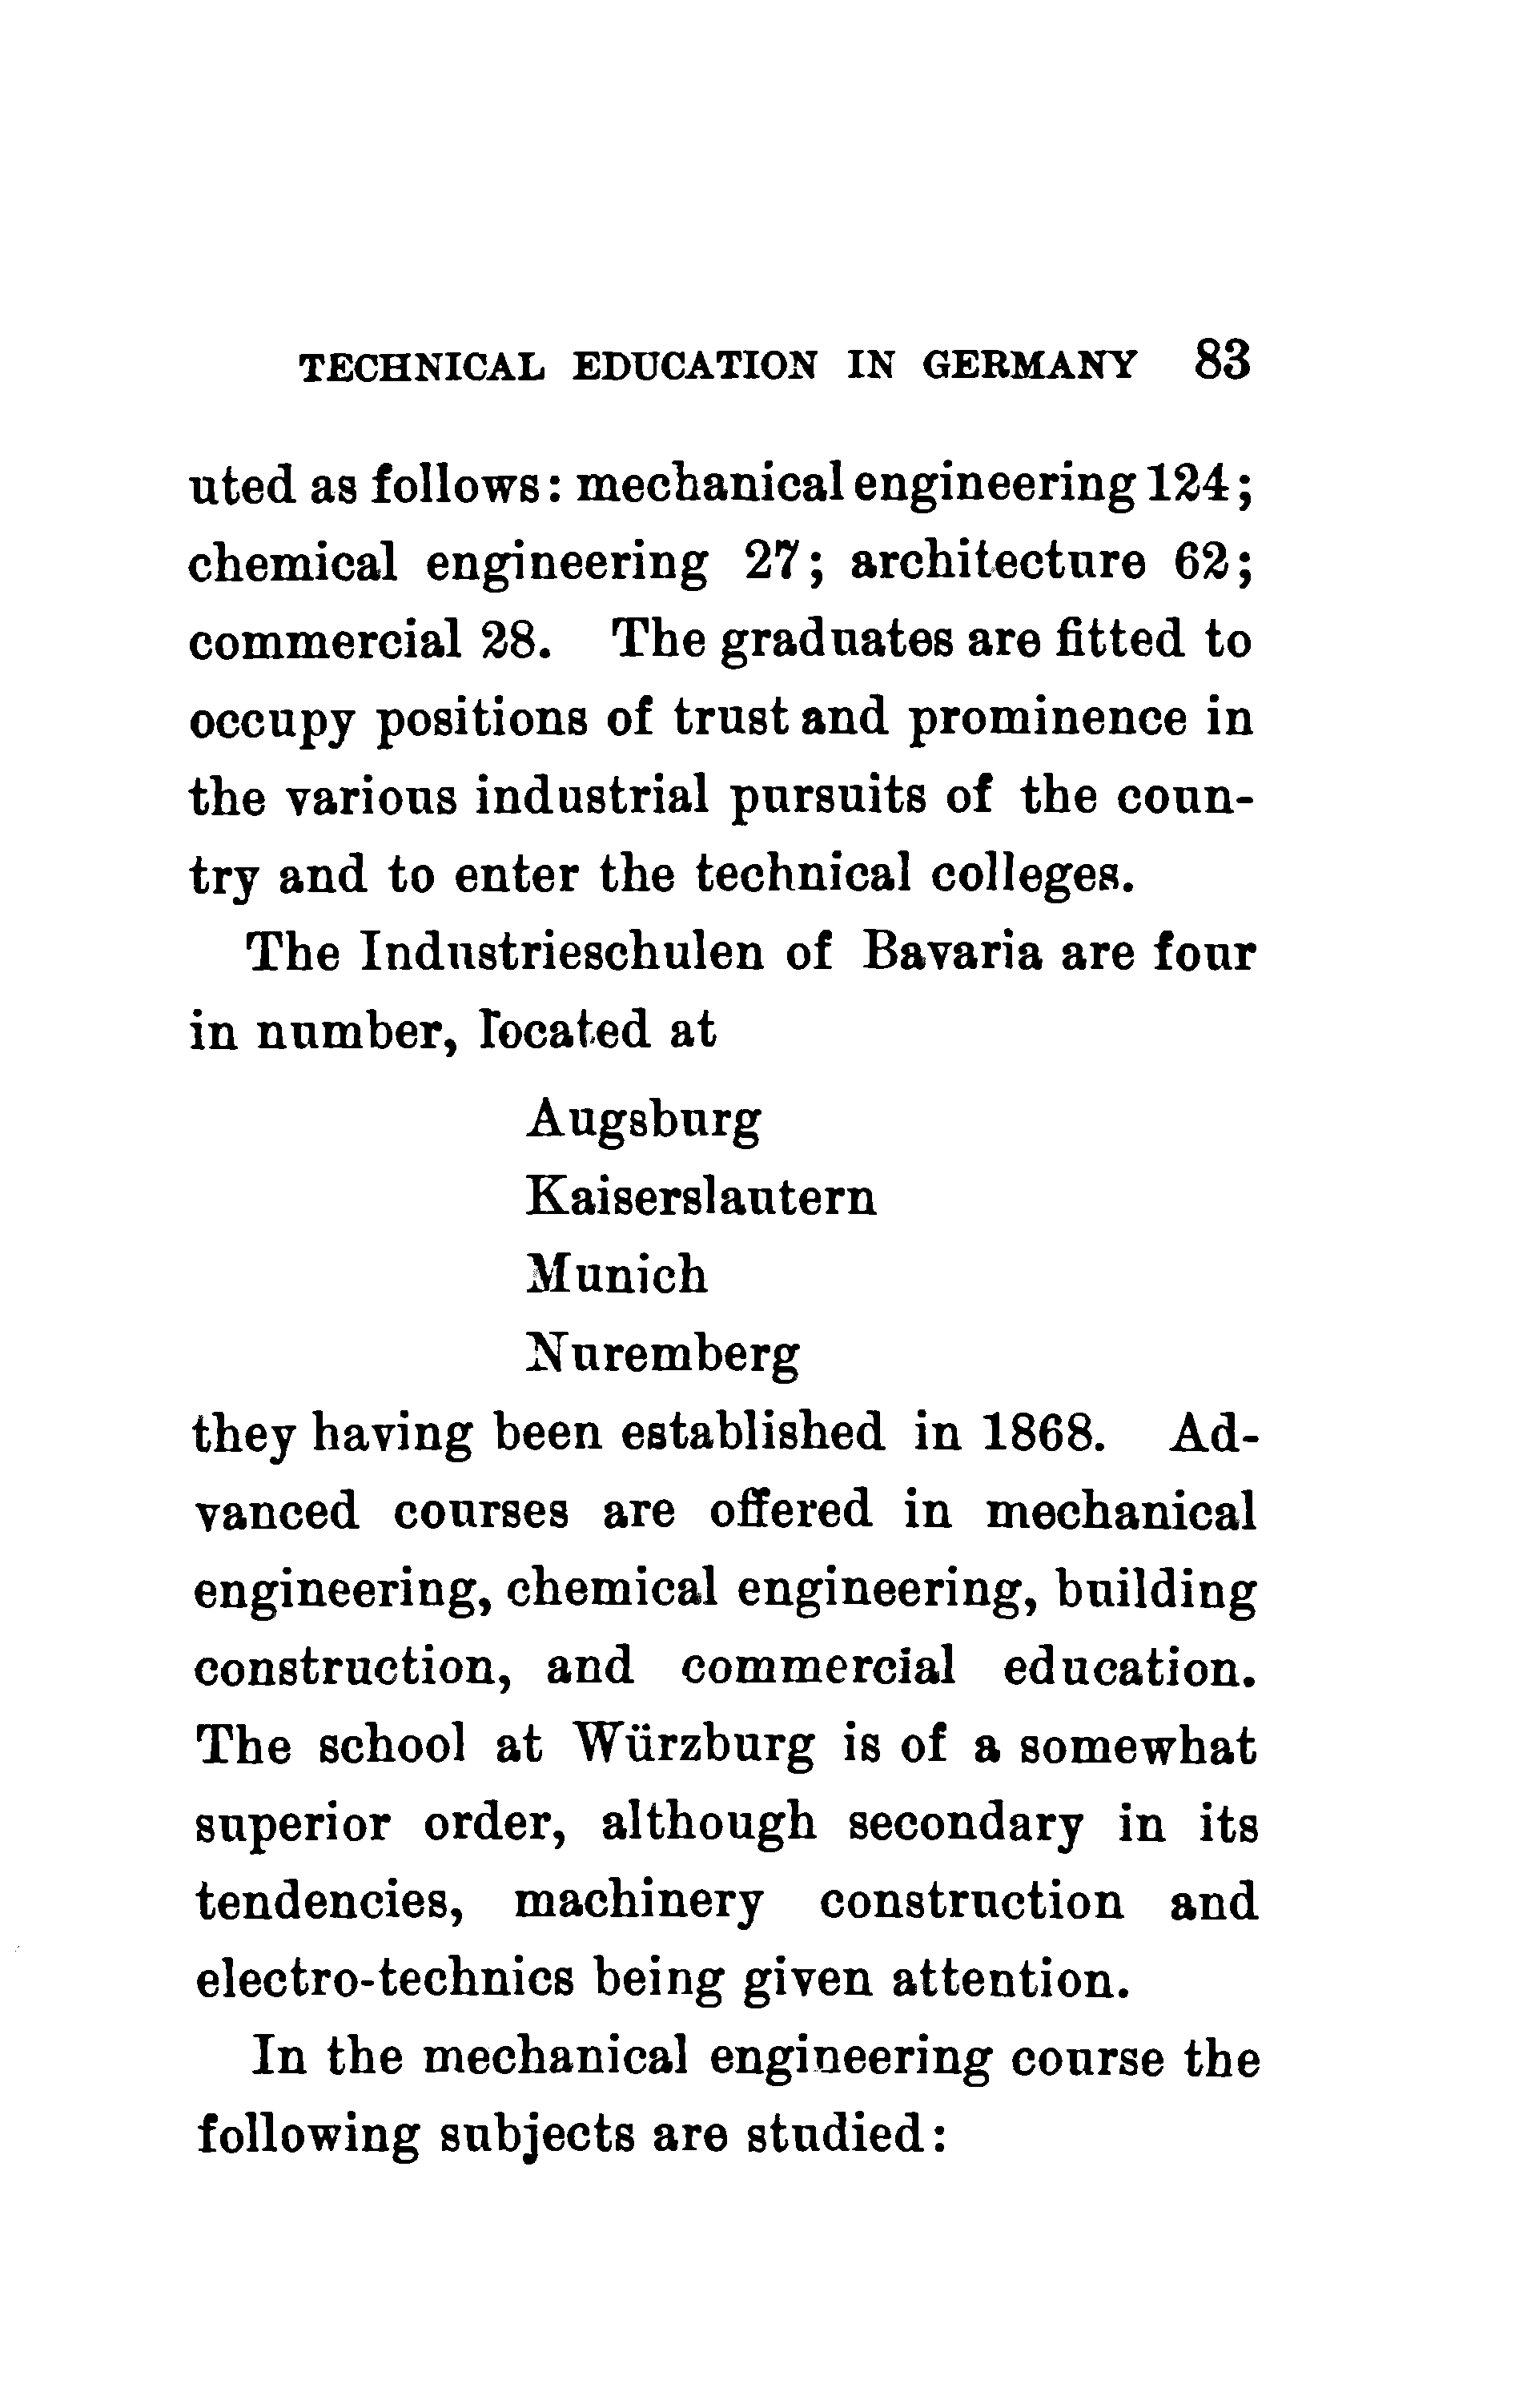 TECHNICAL EDUCATION IN GERMANY 83
uted as follows: mechanical engineering 124;
chemical engineering 27; architecture 62;
commercial 28. The graduates are fitted to
occupy positions of trust and prominence in
the various industrial pursuits of the coun-
try and to enter the technical colleges.
The Industrieschulen of Bavaria are four
in number, located at
Augsburg
Kaiserslautern
Munich
Nuremberg
they having been established in 1868. Ad-
vanced courses are offered in mechanical
engineering, chemical engineering, building
construction, and commercial education.
The school at Würzburg is of a somewhat
superior order, although secondary in its
tendencies, machinery construction and
electro-technics being given attention.
In the mechanical engineering course the
following subjects are studied: